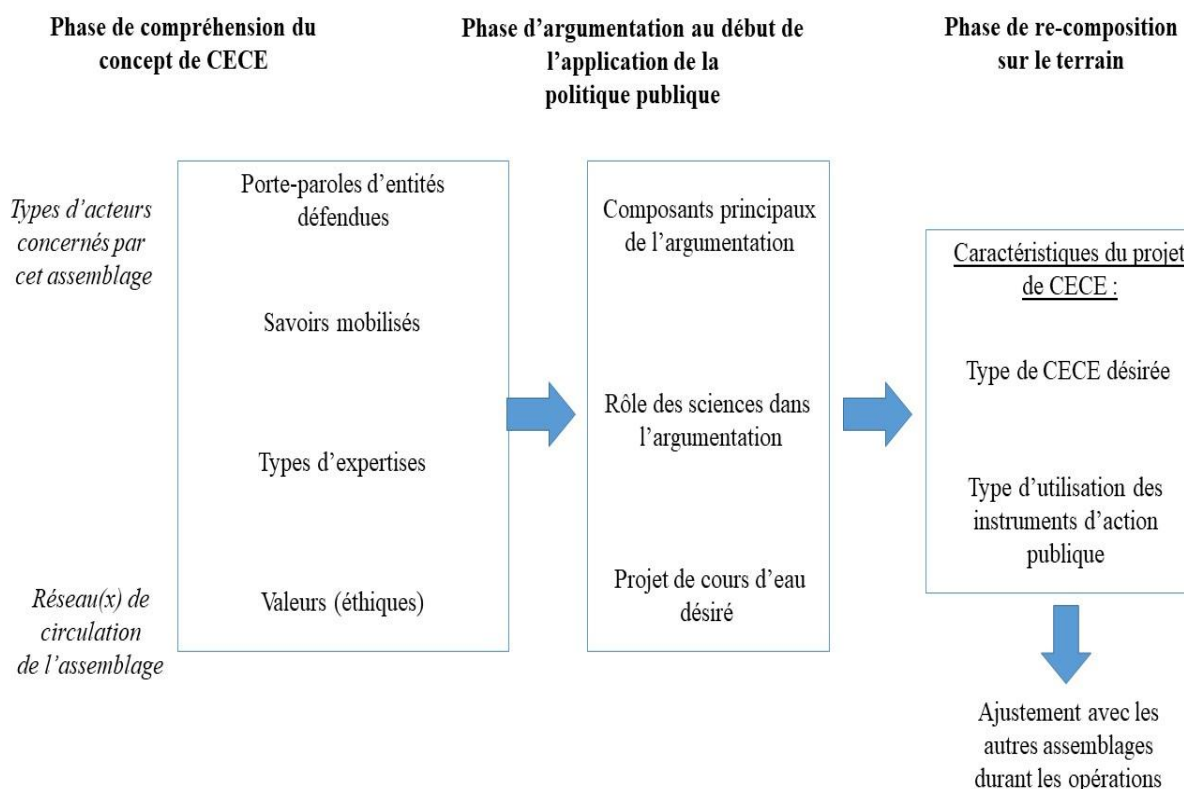 Phase de compréhension du
concept de CECE
Phase d’argumentation au début de
l’application de la
politique publique
Phase de re-composition
sur le terrain
Types d’acteurs
concernés par
cet assemblage
Réseau(x) de
circulation
de l’assemblage
Porte-paroles d’entités
défendues
Savoirs mobilisés
Types d’expertises
Valeurs (éthiques)
Composants principaux
de l’argumentation
Rôle des sciences dans
l’argumentation
Projet de cours d’eau
désiré
Caractéristiques du projet
de CECE :
Type de CECE désirée
Type d’utilisation des
instruments d’action
publique
Ajustement avec les
autres assemblages
durant les opérations